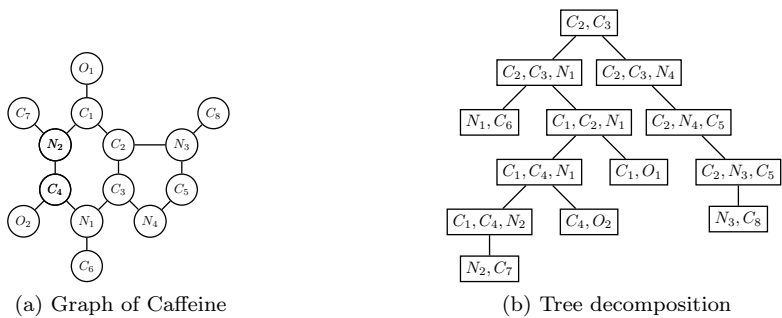 O₁
C₇ C₁ C₈
N₂ C₂ N₃
C₄ C₃ C₅
O₂ N₁ N₄
C₆
(a) Graph of Caffeine
C₂, C₃
C₂, C₃, N₁ C₂, C₃, N₄
N₁, C₆ C₁, C₂, N₁ C₂, N₄, C₅
C₁, C₄, N₁ C₁, O₁ C₂, N₃, C₅
C₁, C₄, N₂ C₄, O₂ N₃, C₈
N₂, C₇
(b) Tree decomposition